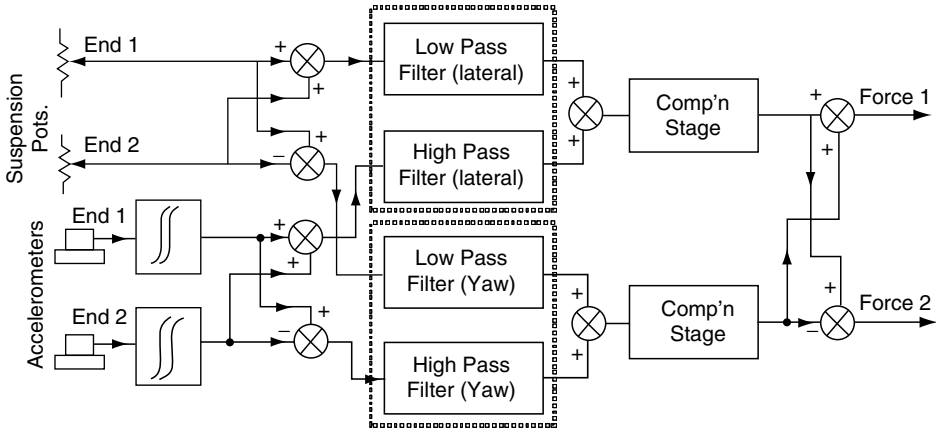 Suspension
Pots.
End 1
End 2
Accelerometers
End 1
End 2
∫∫
∫∫
+
+
+
−
+
+
+
−
Low Pass
Filter (lateral)
High Pass
Filter (lateral)
Low Pass
Filter (Yaw)
High Pass
Filter (Yaw)
+
+
+
+
Comp'n
Stage
Comp'n
Stage
+
+
Force 1
+
−
Force 2